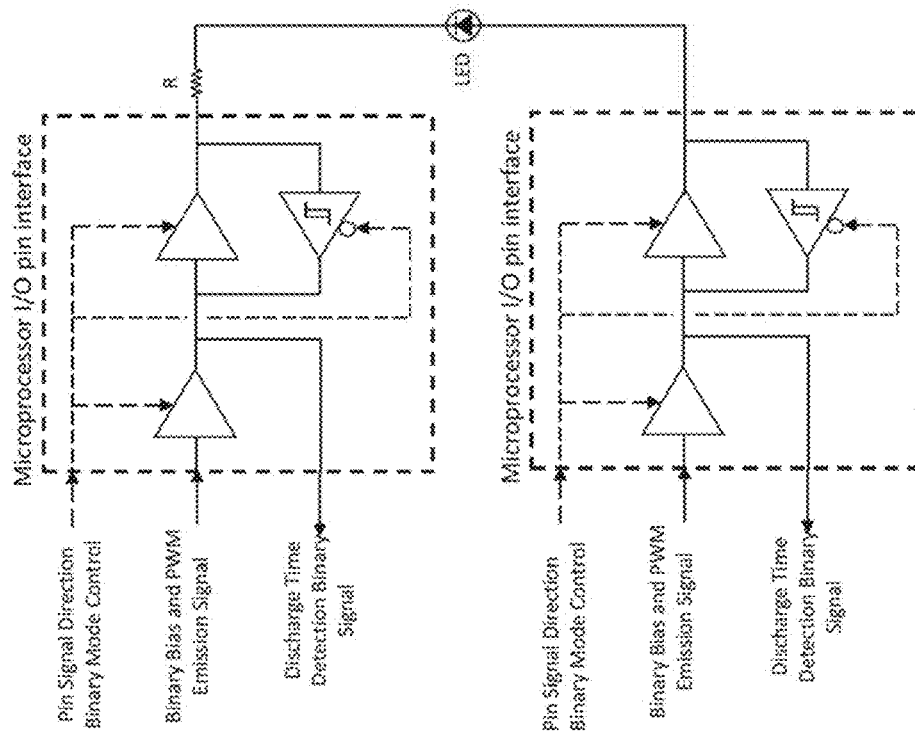 Microprocessor I/O pin interface
R
Pin Signal Direction
Binary Mode Control
Binary Bias and PWM
Emission Signal
Discharge Time
Detection Binary
Signal
LED
Microprocessor I/O pin interface
Pin Signal Direction
Binary Mode Control
Binary Bias and PWM
Emission Signal
Discharge Time
Detection Binary
Signal